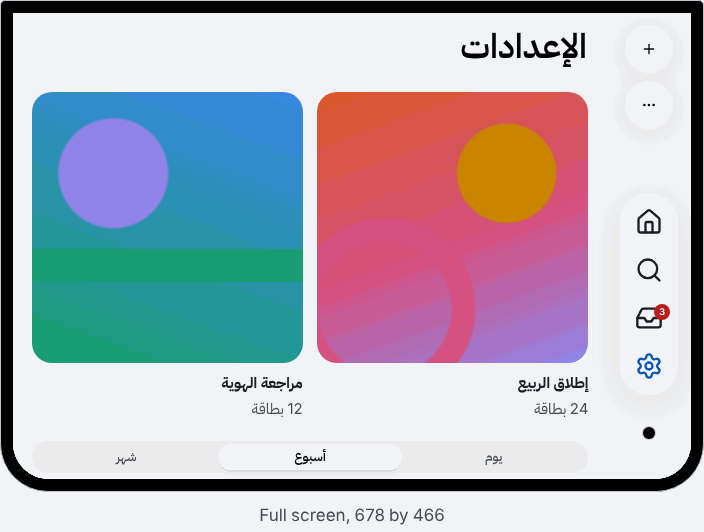 الإعدادات
إطلاق الربيع
24 بطاقة
مراجعة الهوية
12 بطاقة
يوم
أسبوع
شهر
3
Full screen, 678 by 466